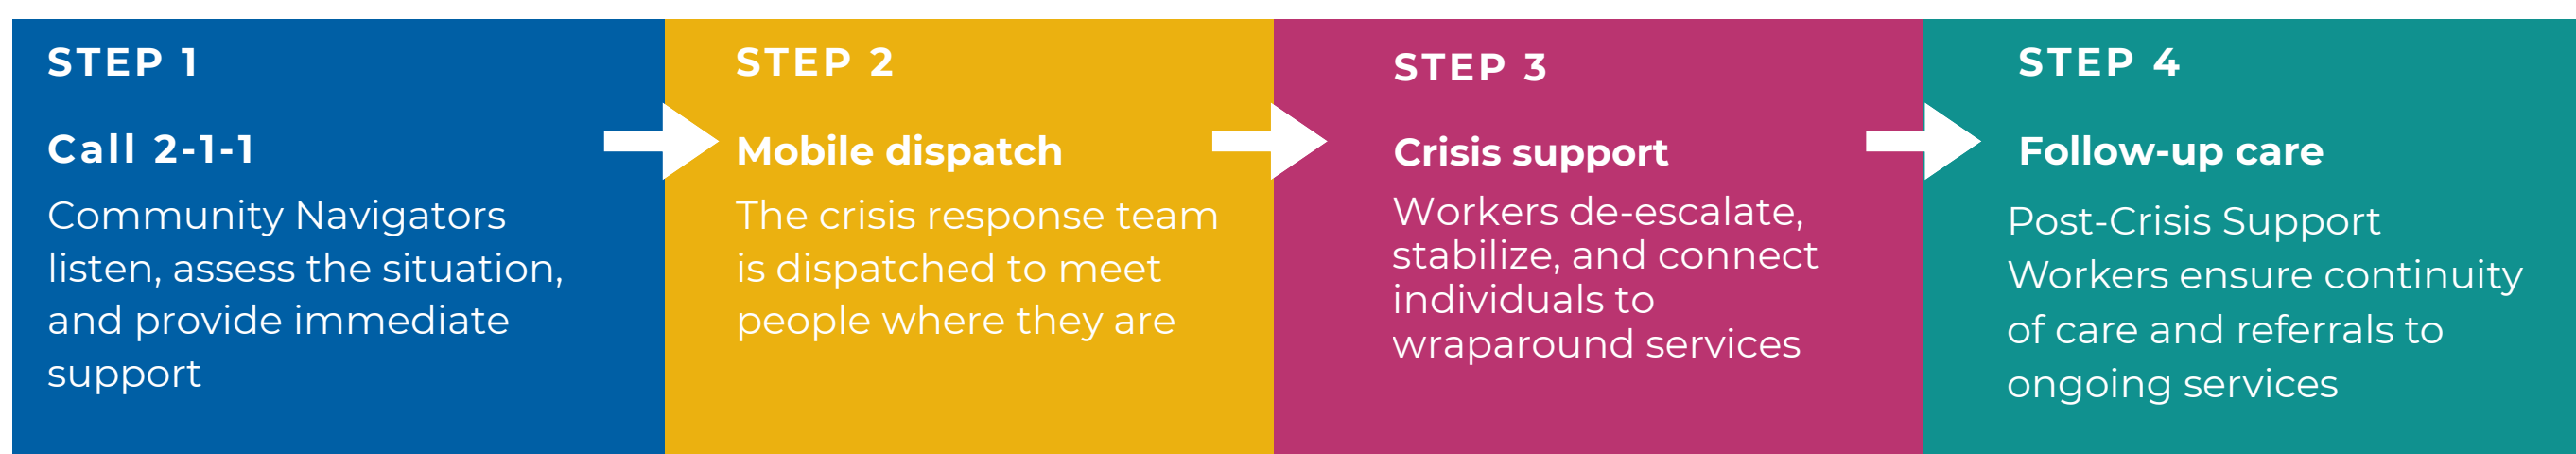 STEP 1
Call 2-1-1
Community Navigators
listen, assess the situation,
and provide immediate
support
STEP 2
Mobile dispatch
The crisis response team
is dispatched to meet
people where they are
STEP 3
Crisis support
Workers de-escalate,
stabilize, and connect
individuals to
wraparound services
STEP 4
Follow-up care
Post-Crisis Support
Workers ensure continuity
of care and referrals to
ongoing services